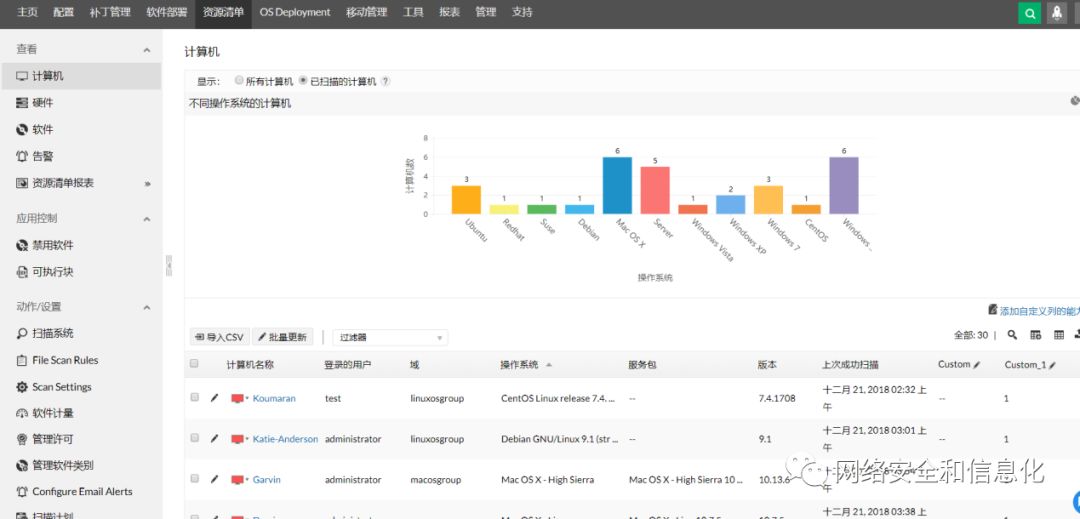 主页 配置 补丁管理 软件部署 资源清单 OS Deployment 移动管理 工具 报表 管理 支持
查看
计算机
硬件
软件
告警
资源清单报表
应用控制
禁用软件
可执行块
动作/设置
扫描系统
File Scan Rules
Scan Settings
软件计量
管理许可
管理软件类别
Configure Email Alerts
扫描计划
计算机
显示: 所有计算机 已扫描的计算机 ?
不同操作系统的计算机
计算机数
8
6
4
2
0
3 1 1 1 6 5 1 2 3 1 6
Ubuntu Redhat Suse Debian Mac OS X Server Windows Vista Windows XP Windows 7 CentOS Windows ..
操作系统
添加自定义列的能
导入CSV 批量更新 过滤器 全部: 30
计算机名称 登录的用户 域 操作系统 服务包 版本 上次成功扫描 Custom Custom_1
Koumaran test linuxosgroup CentOS Linux release 7.4. ... -- 7.4.1708 十二月 21, 2018 02:32 上午 -- 1
Katie-Anderson administrator linuxosgroup Debian GNU/Linux 9.1 (str ... -- 9.1 十二月 21, 2018 03:01 上午 -- 1
Garvin administrator macosgroup Mac OS X - High Sierra Mac OS X - High Sierra 10 ... 10.13.6 1
十二月 21, 2018 03:38 上
网络安全和信息化